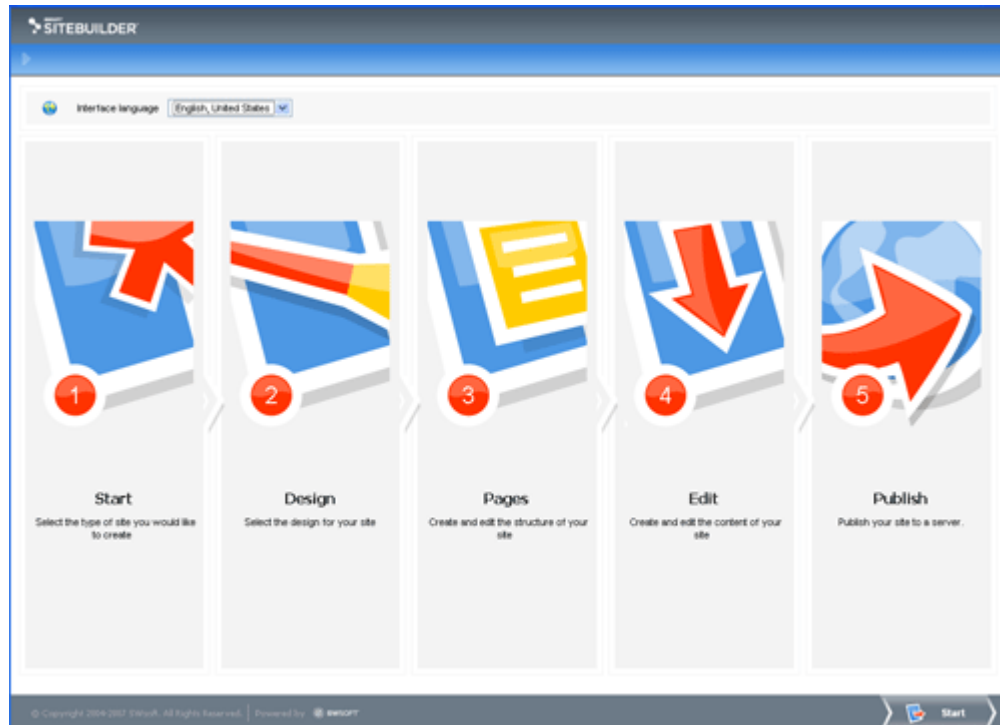 SITEBUILDER
Interface language English, United States
1
2
3
4
5
Start
Select the type of site you would like
to create
Design
Select the design for your site
Pages
Create and edit the structure of your
site
Edit
Create and edit the content of your
site
Publish
Publish your site to a server.
© Copyright 2004-2007 SWsoft. All Rights Reserved. Powered by SWSOFT
Start